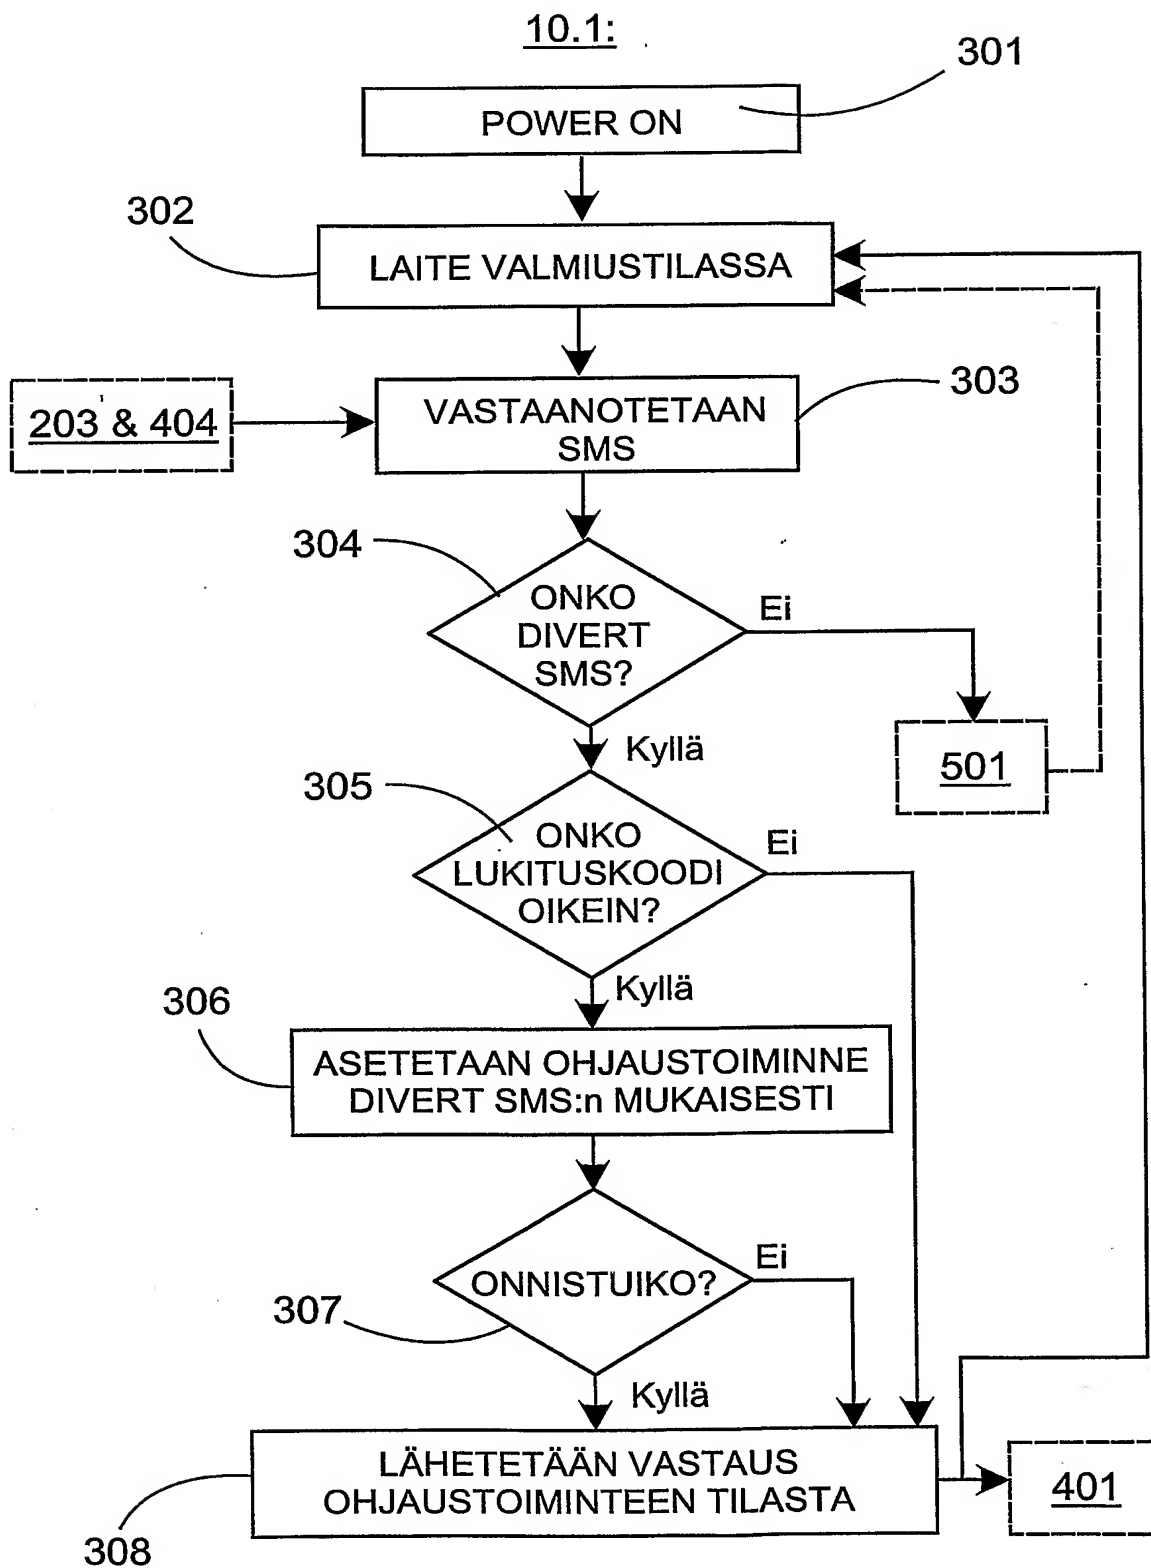 10.1:
301
POWER ON
302
LAITE VALMIUSTILASSA
303
203 & 404
VASTAANOTETAAN
SMS
304
ONKO
DIVERT
SMS?
Ei
Kyllä
501
305
ONKO
LUKITUSKOODI
OIKEIN?
Ei
Kyllä
306
ASETETAAN OHJAUSTOIMINNE
DIVERT SMS:n MUKAISESTI
ONNISTUIKO?
Ei
307
Kyllä
LÄHETETÄÄN VASTAUS
OHJAUSTOIMINTEEN TILASTA
401
308